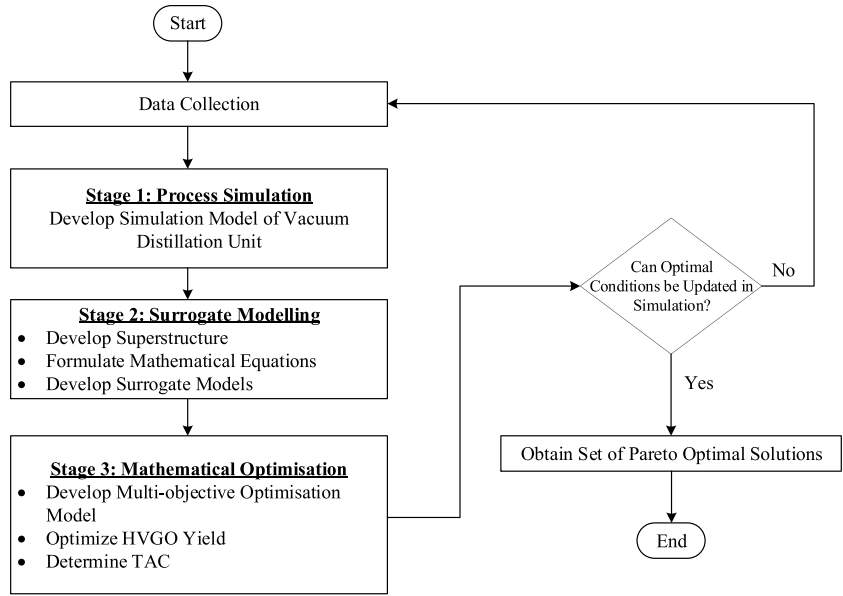 Start
Data Collection
Stage 1: Process Simulation
Develop Simulation Model of Vacuum
Distillation Unit
Stage 2: Surrogate Modelling
• Develop Superstructure
• Formulate Mathematical Equations
• Develop Surrogate Models
Stage 3: Mathematical Optimisation
• Develop Multi-objective Optimisation
Model
• Optimize HVGO Yield
• Determine TAC
Can Optimal
Conditions be Updated in
Simulation?
No
Yes
Obtain Set of Pareto Optimal Solutions
End